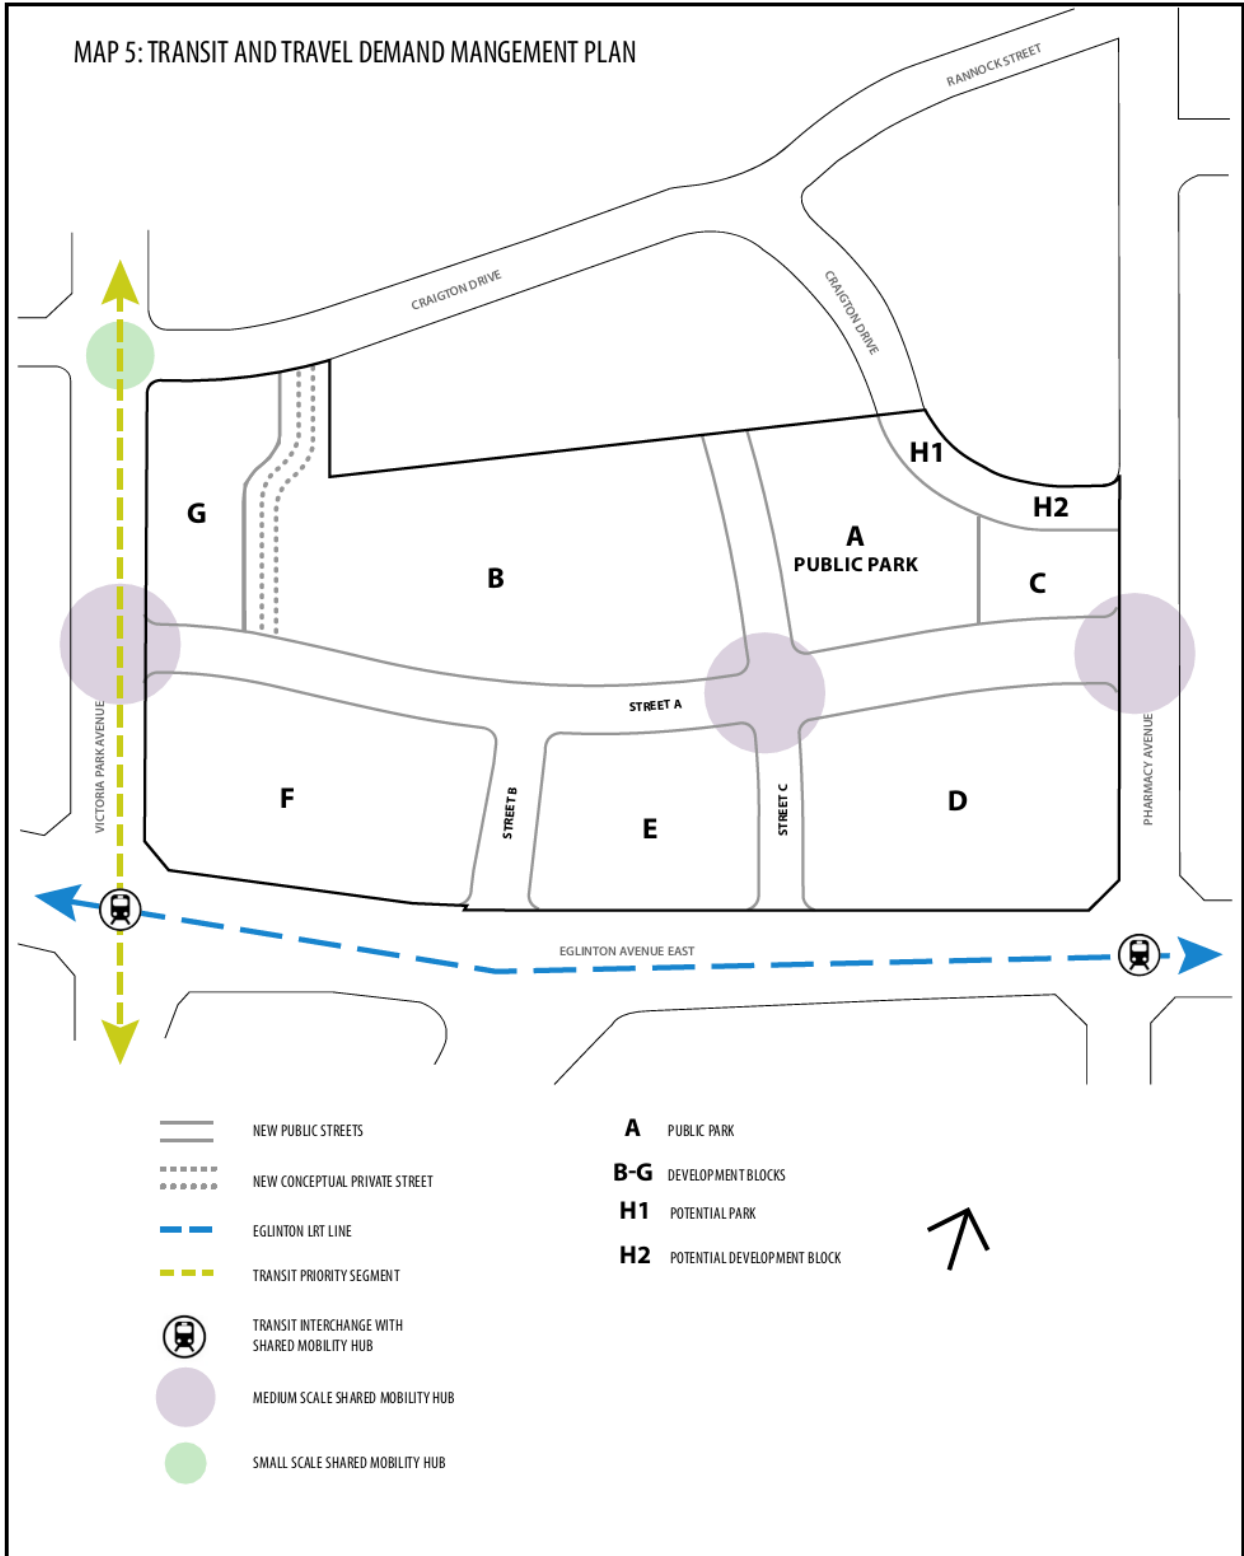 MAP 5: TRANSIT AND TRAVEL DEMAND MANGEMENT PLAN
RANNOCK STREET
CRAIGTON DRIVE
CRAIGTON DRIVE
H1
H2
G
A
PUBLIC PARK
B
C
STREET A
VICTORIA PARK AVENUE
PHARMACY AVENUE
F
STREET B
E
STREET C
D
EGLINTON AVENUE EAST
NEW PUBLIC STREETS
NEW CONCEPTUAL PRIVATE STREET
EGLINTON LRT LINE
TRANSIT PRIORITY SEGMENT
TRANSIT INTERCHANGE WITH
SHARED MOBILITY HUB
MEDIUM SCALE SHARED MOBILITY HUB
SMALL SCALE SHARED MOBILITY HUB
A PUBLIC PARK
B-G DEVELOPMENT BLOCKS
H1 POTENTIAL PARK
H2 POTENTIAL DEVELOPMENT BLOCK